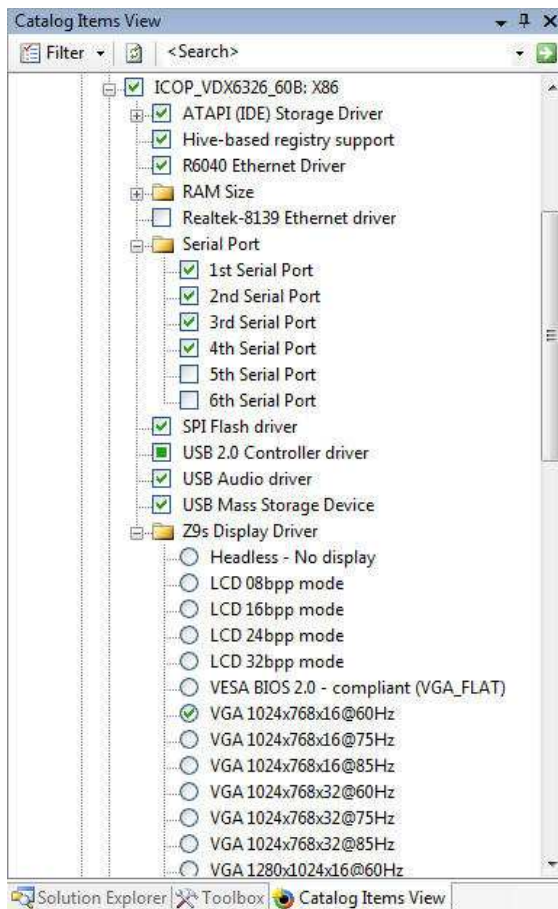 Catalog Items View
Filter
<Search>
ICOP_VDX6326_60B: X86
ATAPI (IDE) Storage Driver
Hive-based registry support
R6040 Ethernet Driver
RAM Size
Realtek-8139 Ethernet driver
Serial Port
1st Serial Port
2nd Serial Port
3rd Serial Port
4th Serial Port
5th Serial Port
6th Serial Port
SPI Flash driver
USB 2.0 Controller driver
USB Audio driver
USB Mass Storage Device
Z9s Display Driver
Headless - No display
LCD 08bpp mode
LCD 16bpp mode
LCD 24bpp mode
LCD 32bpp mode
VESA BIOS 2.0 - compliant (VGA_FLAT)
VGA 1024x768x16@60Hz
VGA 1024x768x16@75Hz
VGA 1024x768x16@85Hz
VGA 1024x768x32@60Hz
VGA 1024x768x32@75Hz
VGA 1024x768x32@85Hz
VGA 1280x1024x16@60Hz
Solution Explorer Toolbox Catalog Items View